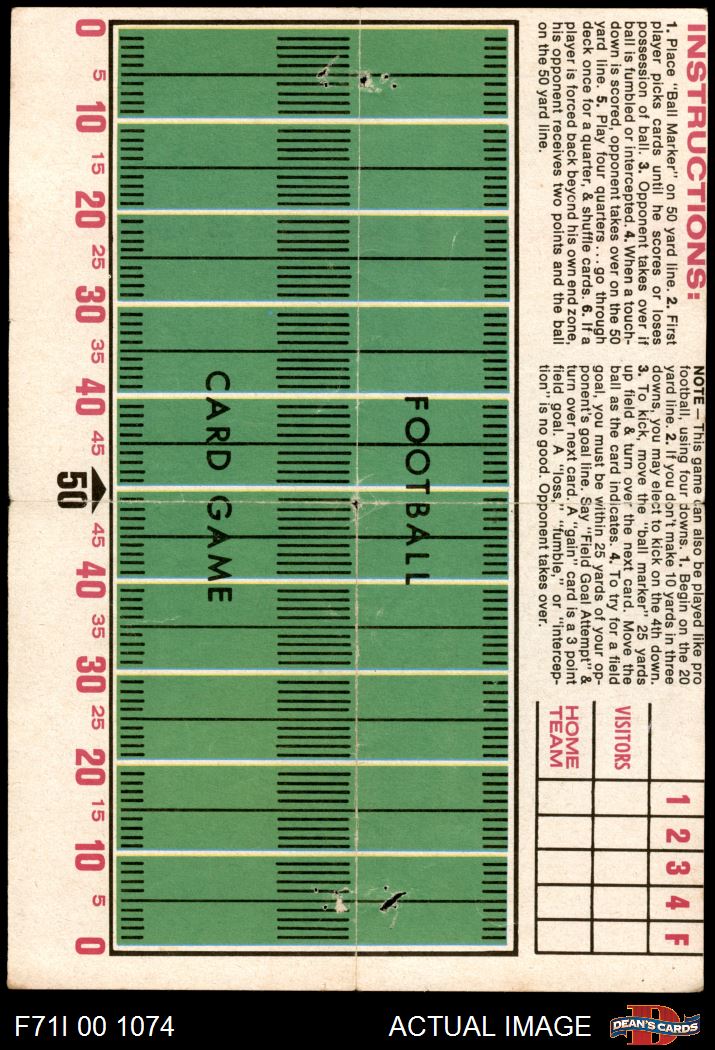 INSTRUCTIONS:
1. Place "Ball Marker" on 50 yard line. 2. First
player picks cards until he scores or loses
possession of ball. 3. Opponent takes over if
ball is fumbled or intercepted. 4. When a touch-
down is scored, opponent takes over on the 50
yard line. 5. Play four quarters...go through
deck once for a quarter, & shuffle cards. 6. If a
player is forced back beyond his own end zone,
his opponent receives two points and the ball
on the 50 yard line.
NOTE—This game can also be played like pro
football, using four downs. 1. Begin on the 20
yard line. 2. If you don't make 10 yards in three
downs, you may elect to kick on the 4th down.
3. To kick, move the "ball marker" 25 yards
up field & turn over the next card. Move the
ball as the card indicates. 4. To try for a field
goal, you must be within 25 yards of your op-
ponent's goal line. Say "Field Goal Attempt" &
turn over next card. A "gain" card is a 3 point
field goal. A "loss," "fumble," or "intercep-
tion" is no good. Opponent takes over.
1 2 3 4 F
VISITORS
HOME
TEAM
FOOTBALL
CARD GAME
0 5 10 15 20 25 30 35 40 45 50 45 40 35 30 25 20 15 10 5 0
F71I 00 1074
ACTUAL IMAGE
D
DEAN'S CARDS